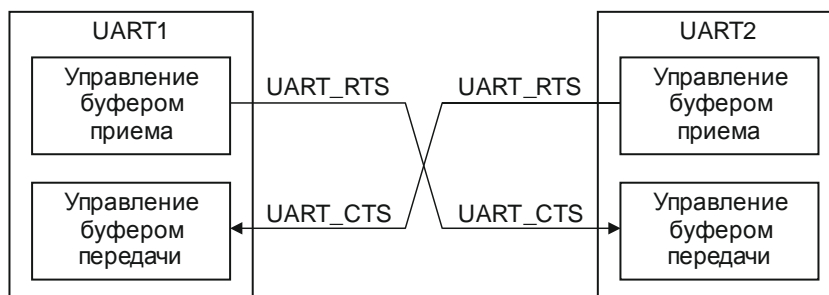 UART1
Управление
буфером
приема
Управление
буфером
передачи
UART_RTS
UART_RTS
UART_CTS
UART_CTS
UART2
Управление
буфером
приема
Управление
буфером
передачи